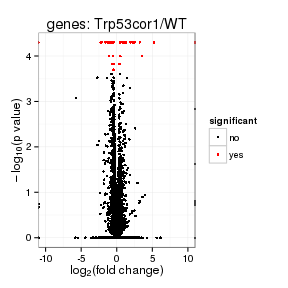 genes: Trp53cor1/WT
4
3
2
1
0
−log10(p value)
-10
-5
0
5
10
log2(fold change)
significant
no
yes